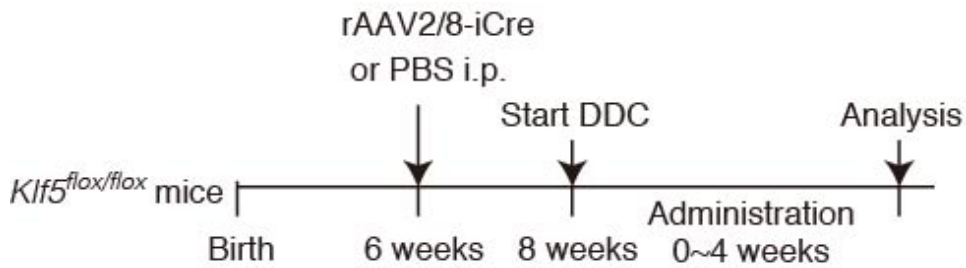 rAAV2/8-iCre
or PBS i.p.
Start DDC
Analysis
Klf5flox/flox mice
Administration
Birth
6 weeks
8 weeks
0~4 weeks